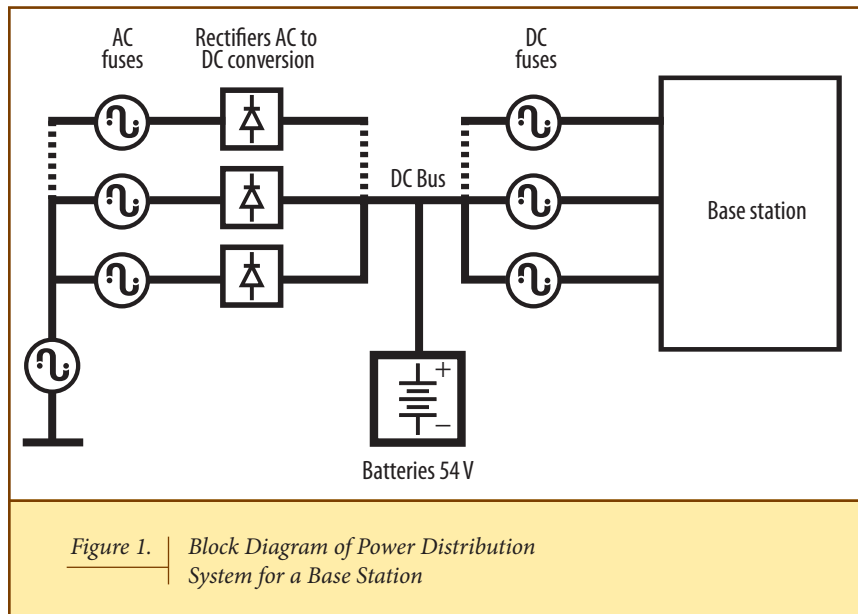 AC
fuses
Rectifiers AC to
DC conversion
DC
fuses
DC Bus
Base station
+
–
Batteries 54 V
Figure 1.
Block Diagram of Power Distribution
System for a Base Station